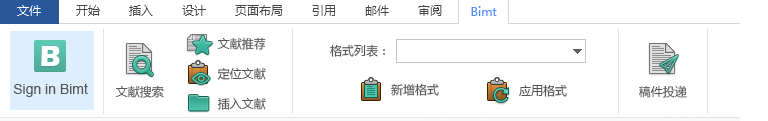 文件 开始 插入 设计 页面布局 引用 邮件 审阅 Bimt
B
Sign in Bimt
文献搜索
文献推荐
定位文献
插入文献
格式列表：
新增格式
应用格式
稿件投递